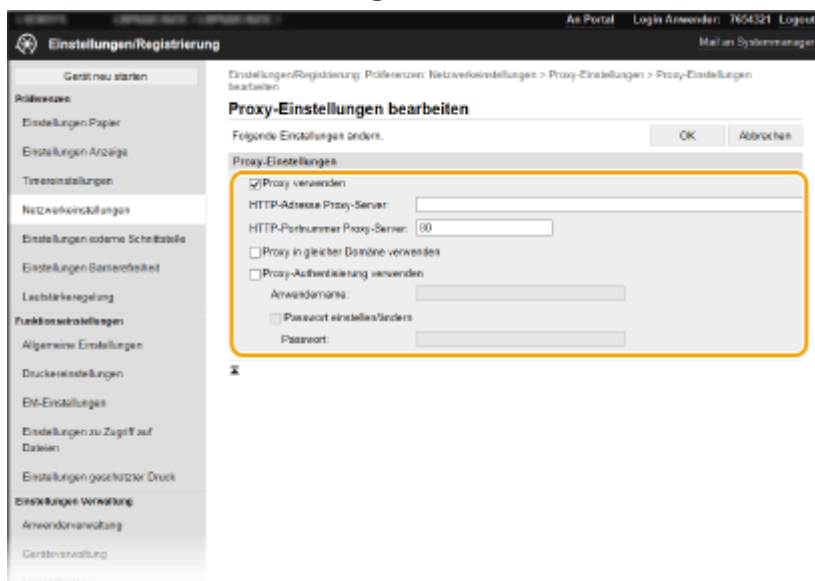 An Portal Login Anwender: 7654321 Logout
Einstellungen/Registrierung
Mail an Systemmanager
Gerät neu starten
Präferenzen
Einstellungen Papier
Einstellungen Anzeige
Timereinstellungen
Netzwerkeinstellungen
Einstellungen externe Schnittstelle
Einstellungen Barrierefreiheit
Lautstärkeregelung
Funktionseinstellungen
Allgemeine Einstellungen
Druckereinstellungen
EM-Einstellungen
Einstellungen zu Zugriff auf
Dateien
Einstellungen geschützter Druck
Einstellungen Verwaltung
Anwenderverwaltung
Geräteverwaltung
Einstellungen/Registrierung: Präferenzen: Netzwerkeinstellungen > Proxy-Einstellungen > Proxy-Einstellungen
bearbeiten
Proxy-Einstellungen bearbeiten
Folgende Einstellungen ändern.
OK Abbrechen
Proxy-Einstellungen
Proxy verwenden
HTTP-Adresse Proxy-Server:
HTTP-Portnummer Proxy-Server: 80
Proxy in gleicher Domäne verwenden
Proxy-Authentisierung verwenden
Anwendername:
Passwort einstellen/ändern
Passwort: